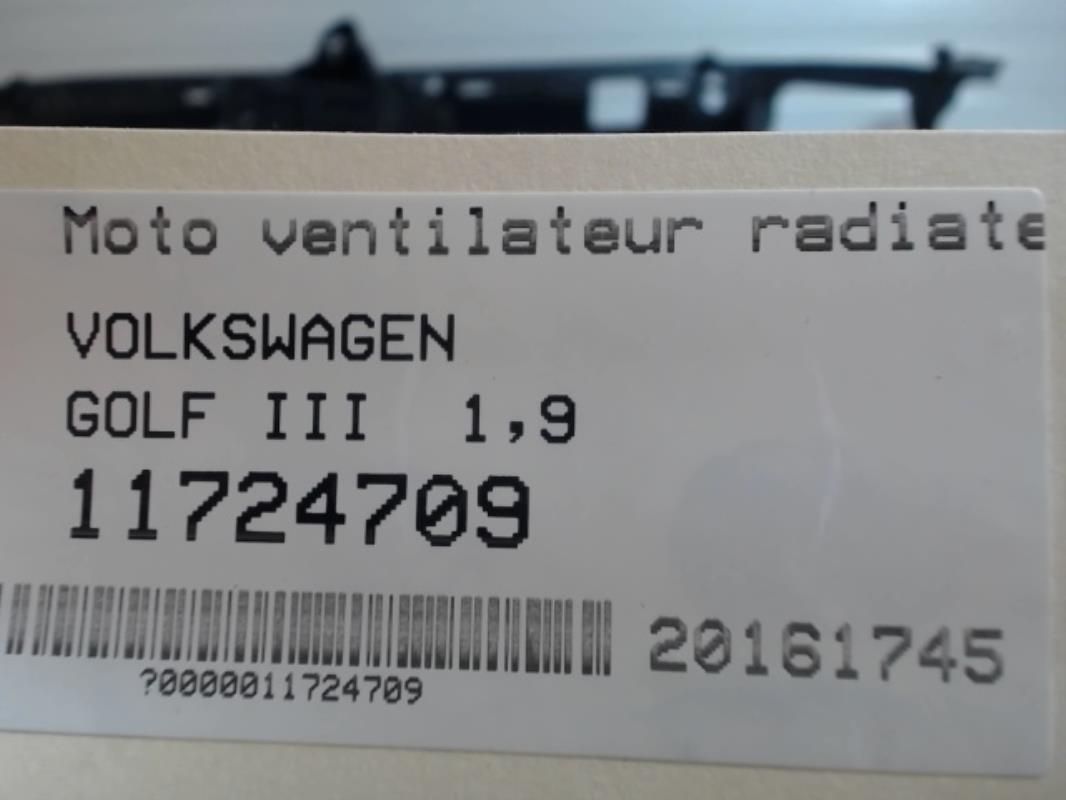 Moto ventilateur radiate
VOLKSWAGEN
GOLF III 1,9
11724709
?0000011724709
20161745